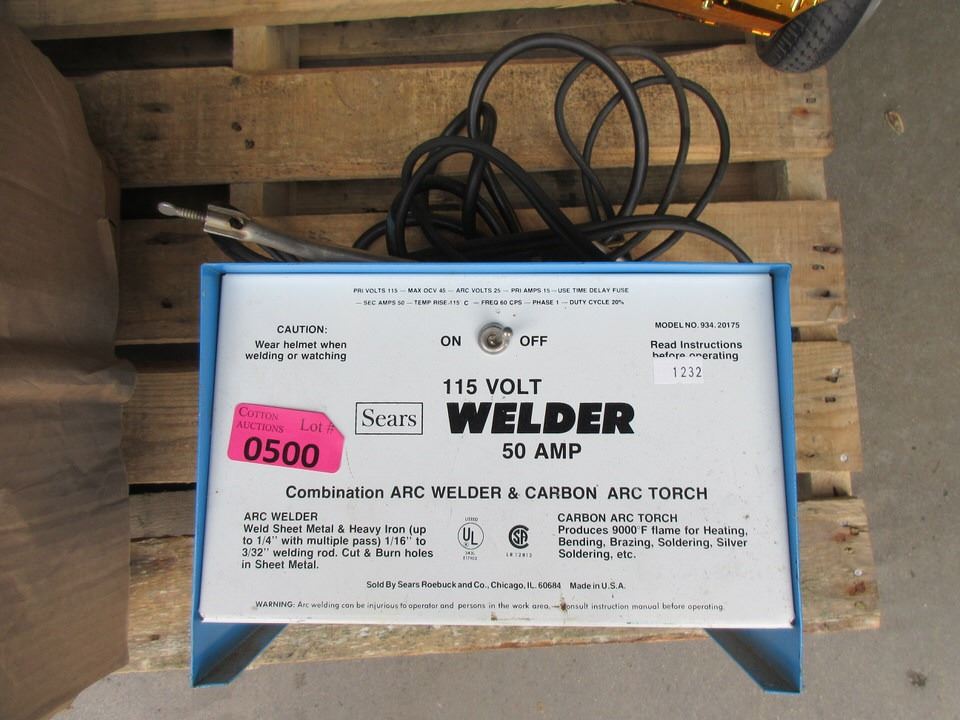 PRI VOLTS 115 — MAX OCV 45 — ARC VOLTS 25 — PRI AMPS 15 — USE TIME DELAY FUSE
— SEC AMPS 50 — TEMP RISE-115° C — FREQ 60 CPS — PHASE 1 — DUTY CYCLE 20%
CAUTION:
Wear helmet when
welding or watching
ON OFF
MODEL NO. 934.20175
Read Instructions
before operating
1232
115 VOLT
Sears WELDER
50 AMP
COTTON
AUCTIONS Lot #
0500
Combination ARC WELDER & CARBON ARC TORCH
ARC WELDER
Weld Sheet Metal & Heavy Iron (up
to 1/4" with multiple pass) 1/16" to
3/32" welding rod. Cut & Burn holes
in Sheet Metal.
LISTED
UL
SA
CARBON ARC TORCH
Produces 9000°F flame for Heating,
Bending, Brazing, Soldering, Silver
Soldering, etc.
Sold By Sears Roebuck and Co., Chicago, IL. 60684 Made in U.S.A.
WARNING: Arc welding can be injurious to operator and persons in the work area. — Consult instruction manual before operating.